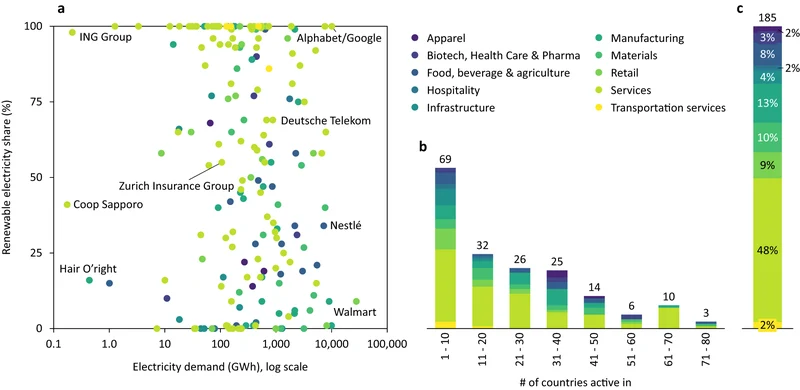 a
Renewable electricity share (%)
100
75
50
25
0
0.1 1.0 10 100 1,000 10,000 100,000
Electricity demand (GWh), log scale
ING Group
Alphabet/Google
Deutsche Telekom
Zurich Insurance Group
Coop Sapporo
Nestlé
Hair O’right
Walmart
Apparel
Biotech, Health Care & Pharma
Food, beverage & agriculture
Hospitality
Infrastructure
Manufacturing
Materials
Retail
Services
Transportation services
b
69
32
26
25
14
6
10
3
1 - 10
11 - 20
21 - 30
31 - 40
41 - 50
51 - 60
61 - 70
71 - 80
# of countries active in
c
185
2%
3%
8%
2%
4%
13%
10%
9%
48%
2%